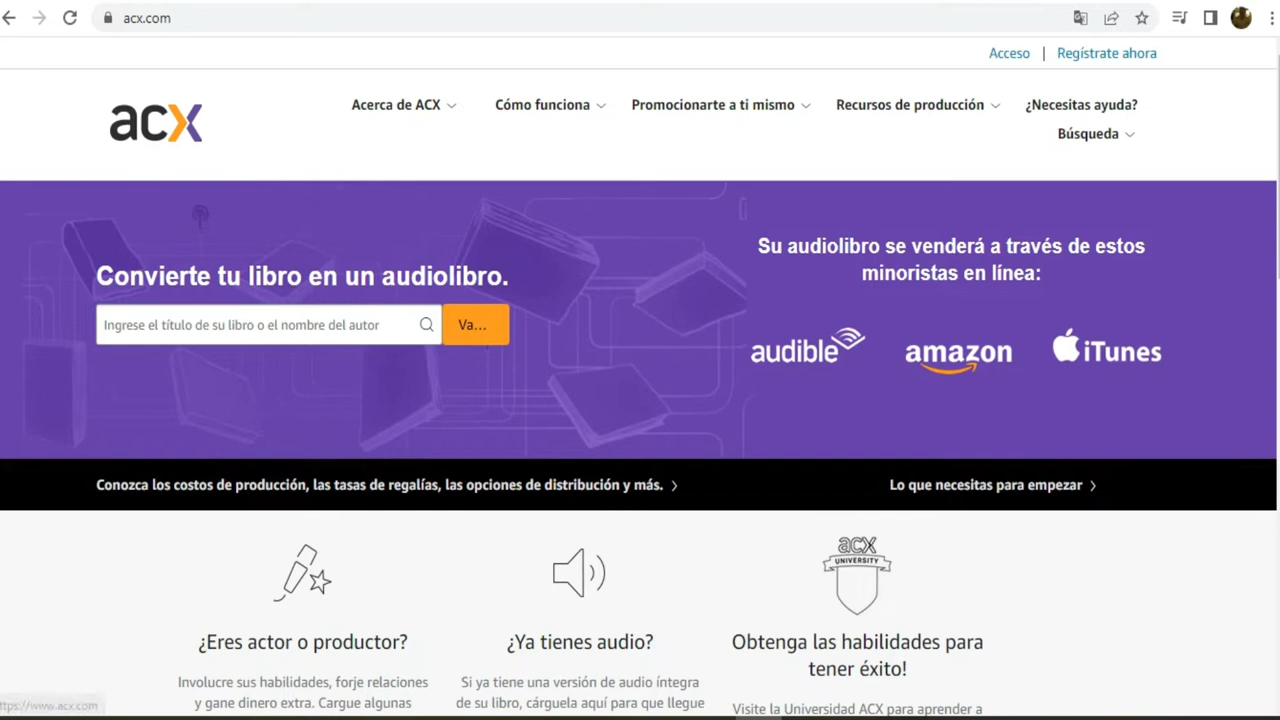 acx.com
Acceso | Regístrate ahora
acx
Acerca de ACX
Cómo funciona
Promocionarte a ti mismo
Recursos de producción
¿Necesitas ayuda?
Búsqueda
Convierte tu libro en un audiolibro.
Ingrese el título de su libro o el nombre del autor
Va...
Su audiolibro se venderá a través de estos
minoristas en línea:
audible
amazon
iTunes
Conozca los costos de producción, las tasas de regalías, las opciones de distribución y más.
Lo que necesitas para empezar
¿Eres actor o productor?
Involucre sus habilidades, forje relaciones
y gane dinero extra. Cargue algunas
¿Ya tienes audio?
Si ya tiene una versión de audio íntegra
de su libro, cárguela aquí para que llegue
acx
UNIVERSITY
Obtenga las habilidades para
tener éxito!
Visite la Universidad ACX para aprender a
ttps://www.acx.com